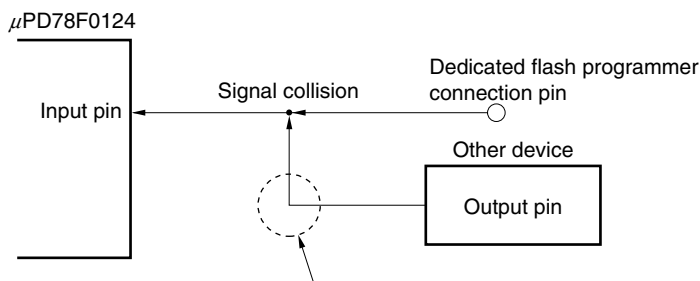 μPD78F0124
Input pin
Signal collision
Dedicated flash programmer
connection pin
Other device
Output pin